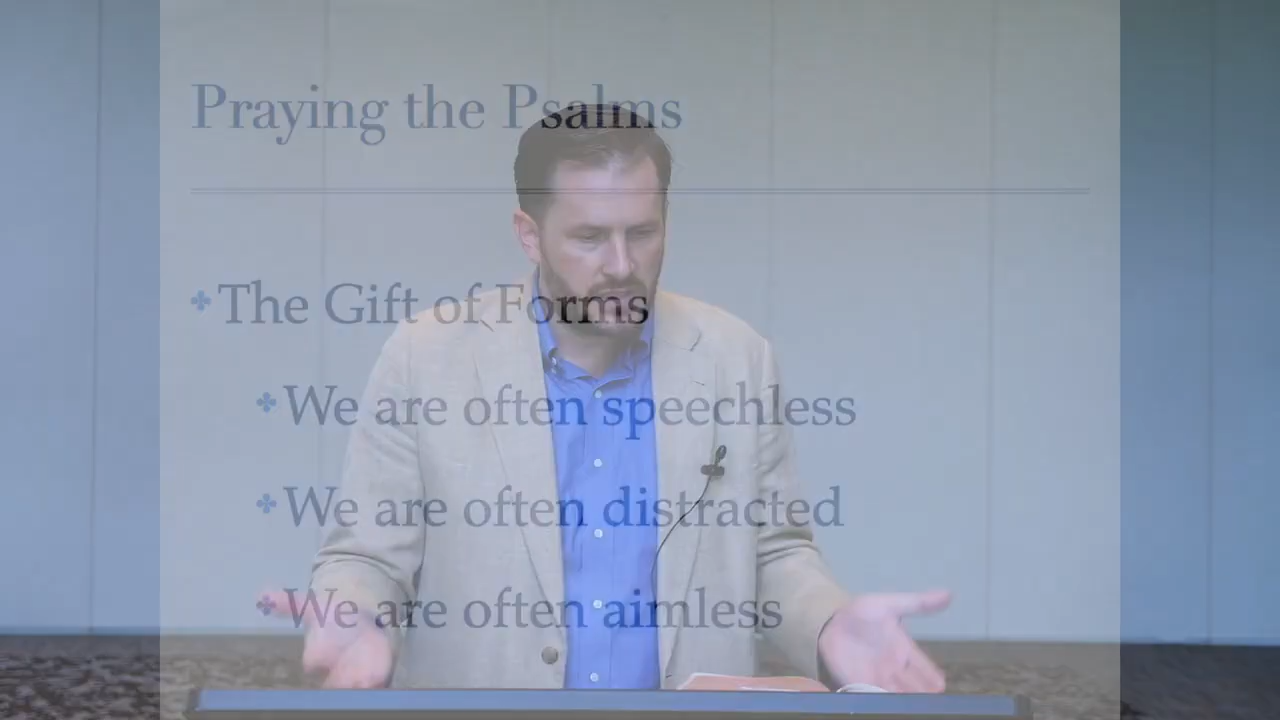 Praying the Psalms
The Gift of Forms
We are often speechless
We are often distracted
We are often aimless